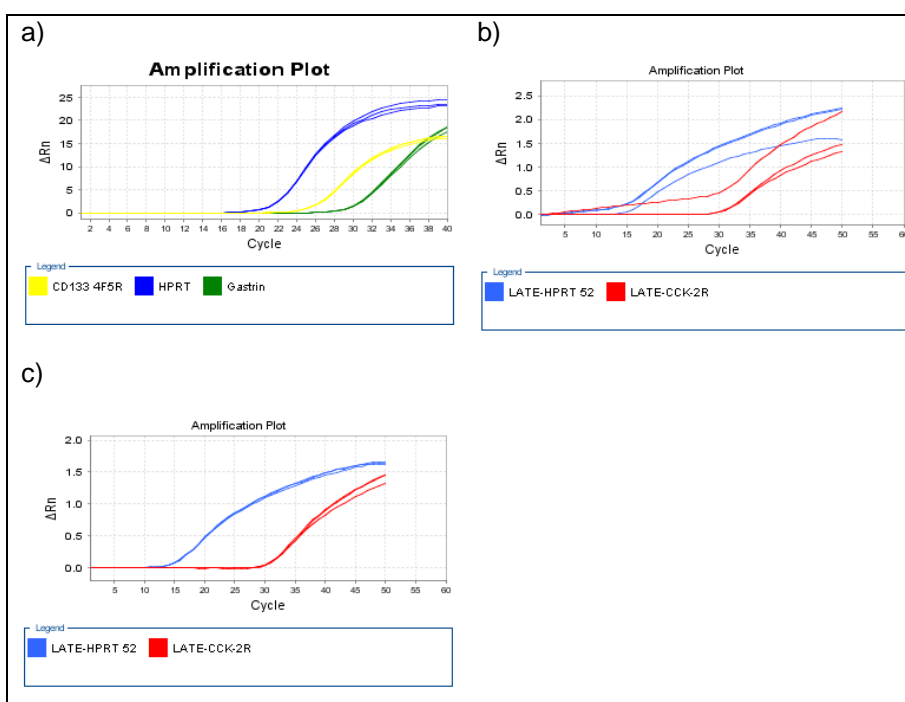 a)
Amplification Plot
25
20
15
10
5
0
ΔRn
2 4 6 8 10 12 14 16 18 20 22 24 26 28 30 32 34 36 38 40
Cycle
Legend
CD133 4F5R HPRT Gastrin
b)
Amplification Plot
2.5
2.0
1.5
1.0
0.5
0.0
ΔRn
5 10 15 20 25 30 35 40 45 50 55 60
Cycle
Legend
LATE-HPRT 52 LATE-CCK-2R
c)
Amplification Plot
2.0
1.5
1.0
0.5
0.0
ΔRn
5 10 15 20 25 30 35 40 45 50 55 60
Cycle
Legend
LATE-HPRT 52 LATE-CCK-2R